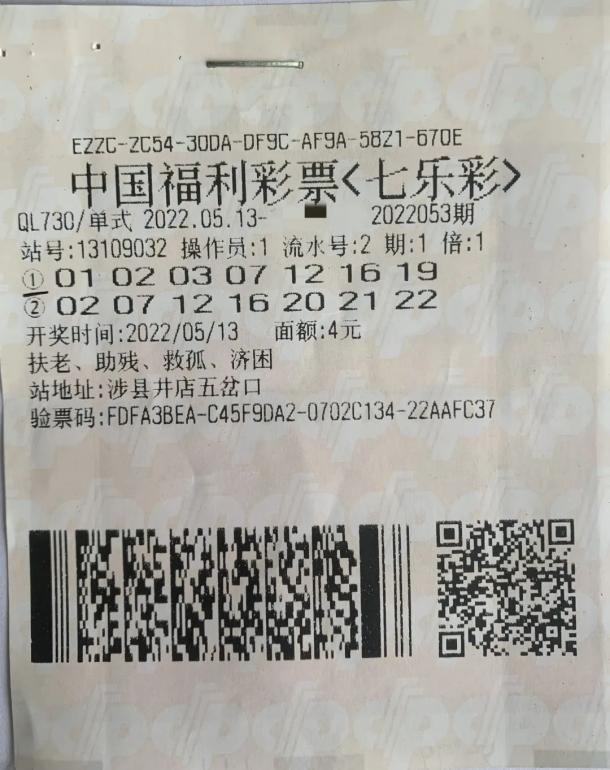 E22C-2C54-30DA-DF9C-AF9A-5821-670E
中国福利彩票<七乐彩>
QL730/单式 2022.05.13- 2022053期
站号:13109032 操作员:1 流水号:2 期:1 倍:1
① 01 02 03 07 12 16 19
② 02 07 12 16 20 21 22
开奖时间:2022/05/13 面额:4元
扶老、助残、救孤、济困
站地址:涉县井店五岔口
验票码:FDFA3BEA-C45F9DA2-0702C134-22AAFC37